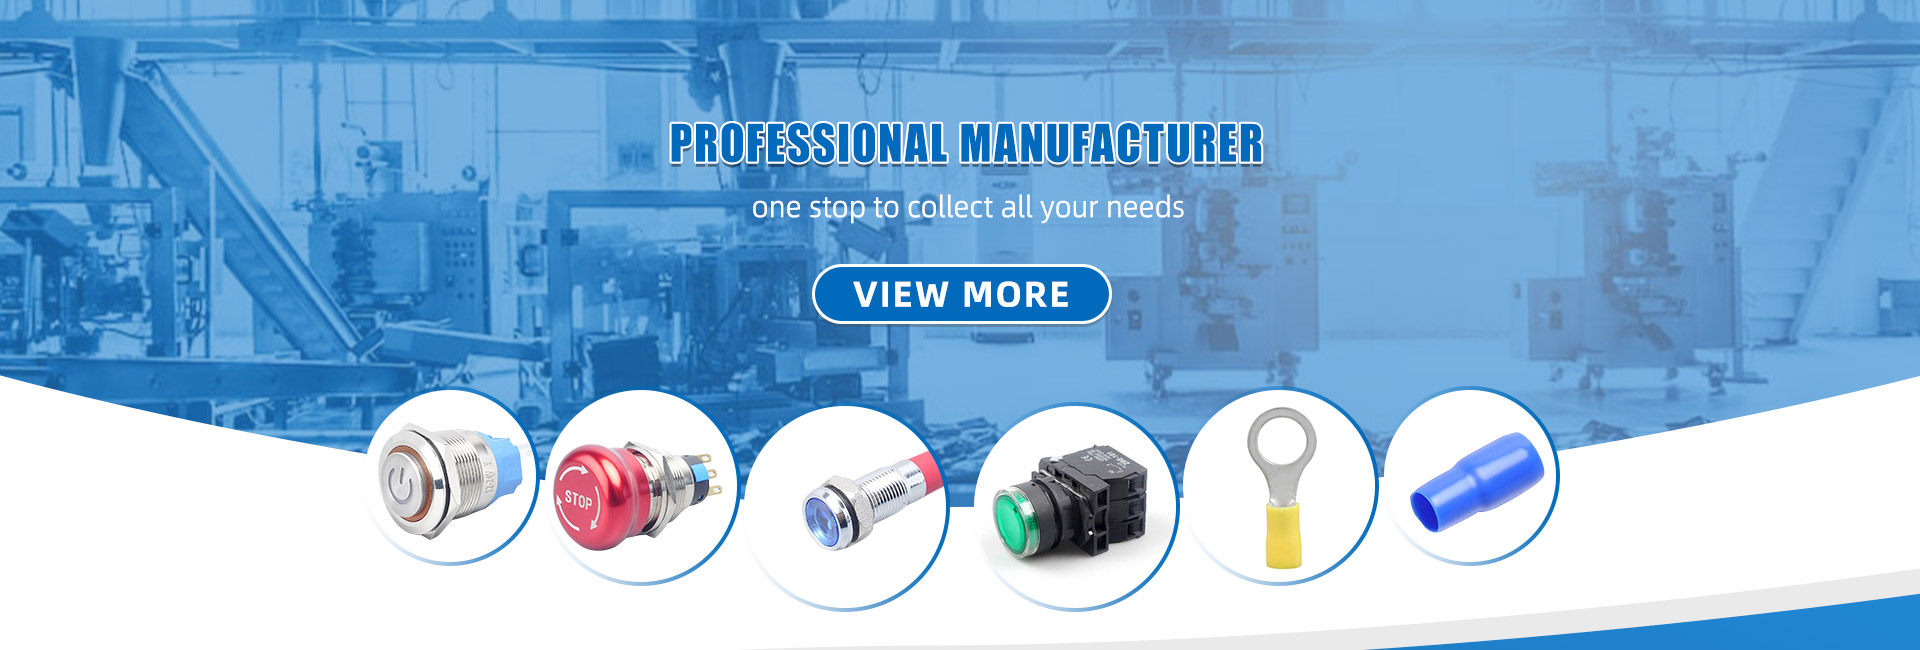 PROFESSIONAL MANUFACTURER
one stop to collect all your needs
VIEW MORE
STOP